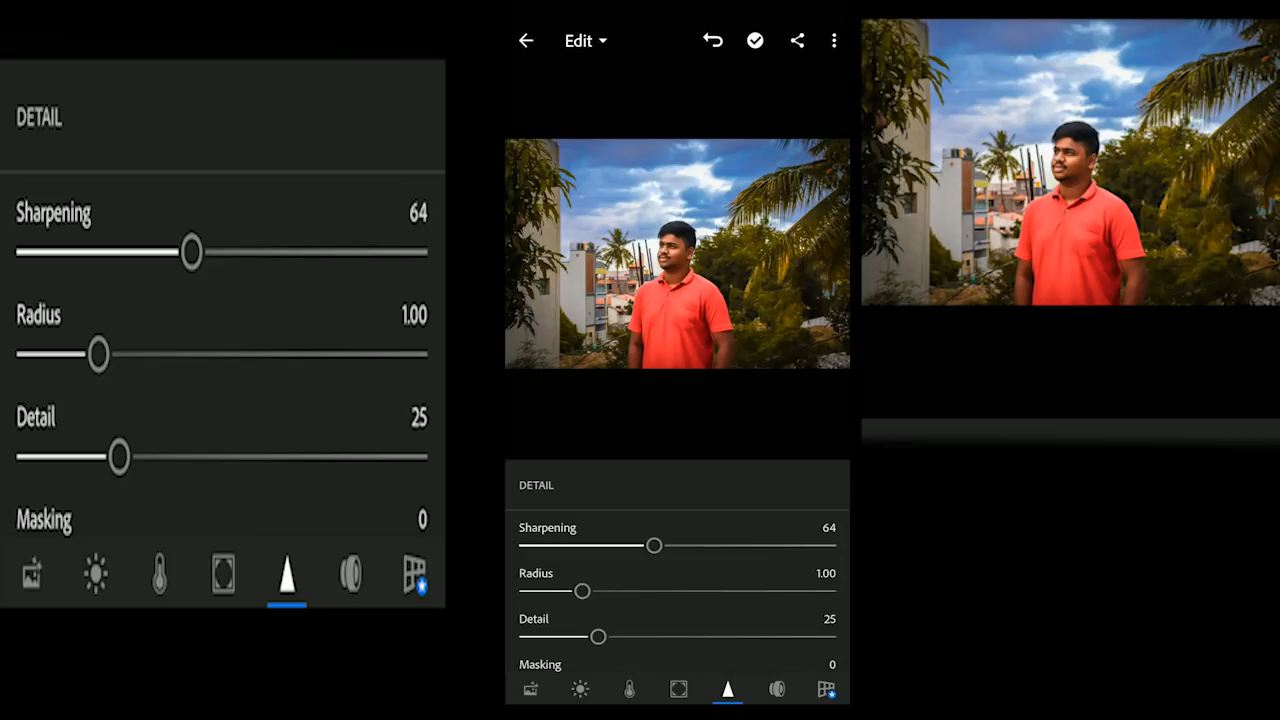 DETAIL
Sharpening 64
Radius 1.00
Detail 25
Masking 0
Edit
DETAIL
Sharpening 64
Radius 1.00
Detail 25
Masking 0